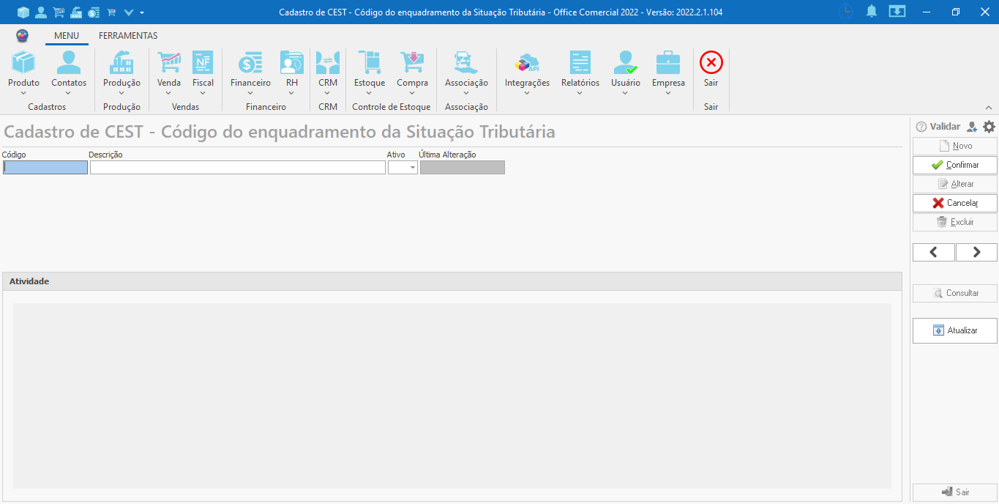 Cadastro de CEST - Código do enquadramento da Situação Tributária - Office Comercial 2022 - Versão: 2022.2.1.104
MENU FERRAMENTAS
NF API
Produto Contatos Produção Venda Fiscal Financeiro RH CRM Estoque Compra Associação Integrações Relatórios Usuário Empresa Sair
Cadastros Produção Vendas Financeiro CRM Controle de Estoque Associação Sair
Cadastro de CEST - Código do enquadramento da Situação Tributária
Validar
Código Descrição Ativo Última Alteração
Novo
Confirmar
Alterar
Cancelar
Excluir
Atividade
Consultar
Atualizar
Sair